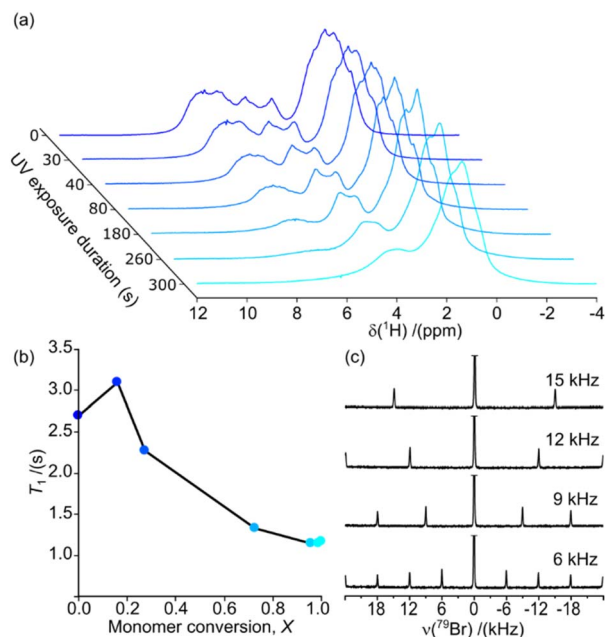 (a)
0
30
40
80
180
260
300
UV exposure duration (s)
12 10 8 6 4 2 0 -2 -4
δ(¹H) /(ppm)
(b)
3.5
3.0
2.5
2.0
1.5
1.0
T₁ /(s)
0.0 0.2 0.4 0.6 0.8 1.0
Monomer conversion, X
(c)
15 kHz
12 kHz
9 kHz
6 kHz
18 12 6 0 -6 -12 -18
ν(⁷⁹Br) /(kHz)